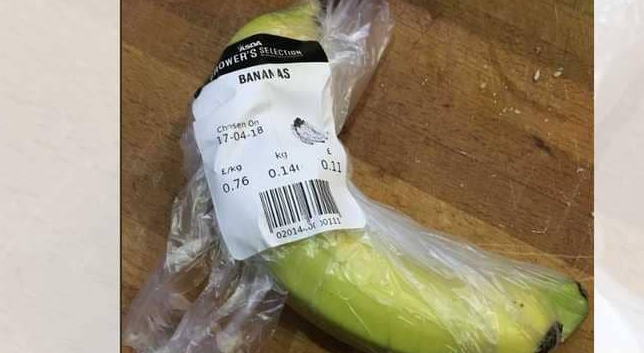 ASDA
GROWER'S SELECTION
BANANAS
Chosen On
17-04-18
£/kg kg £
0.76 0.11